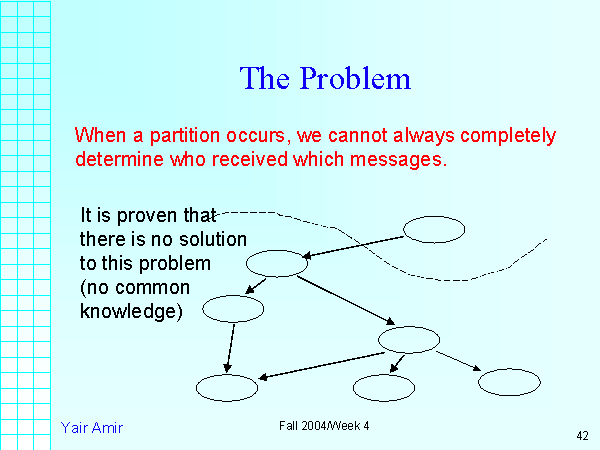 The Problem
When a partition occurs, we cannot always completely
determine who received which messages.
It is proven that
there is no solution
to this problem
(no common
knowledge)
Yair Amir
Fall 2004/Week 4
42